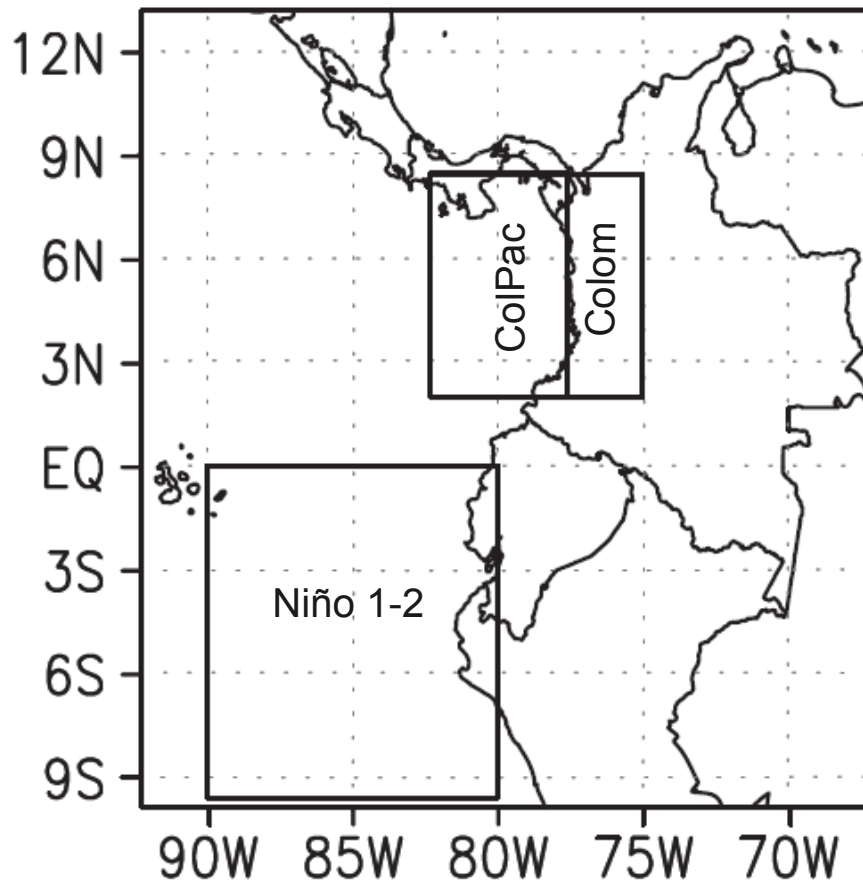 12N
9N
6N
3N
EQ
3S
6S
9S
ColPac
Colom
Niño 1-2
90W 85W 80W 75W 70W